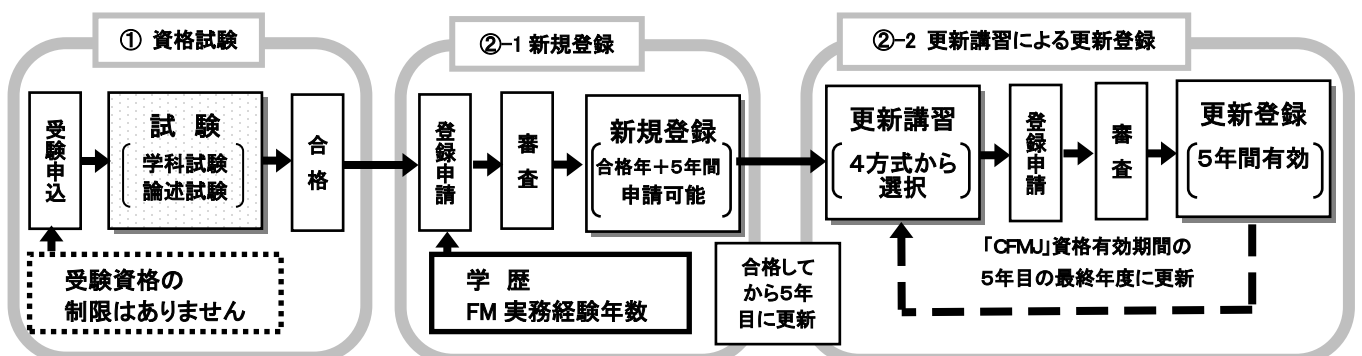 ① 資格試験
受験申込
試 験
学科試験
論述試験
合格
受験資格の
制限はありません
②-1 新規登録
登録申請
審査
新規登録
合格年+5年間
申請可能
学 歴
FM 実務経験年数
合格して
から5年
目に更新
②-2 更新講習による更新登録
更新講習
4方式から
選択
登録申請
審査
更新登録
5年間有効
「CFMJ」資格有効期間の
5年目の最終年度に更新